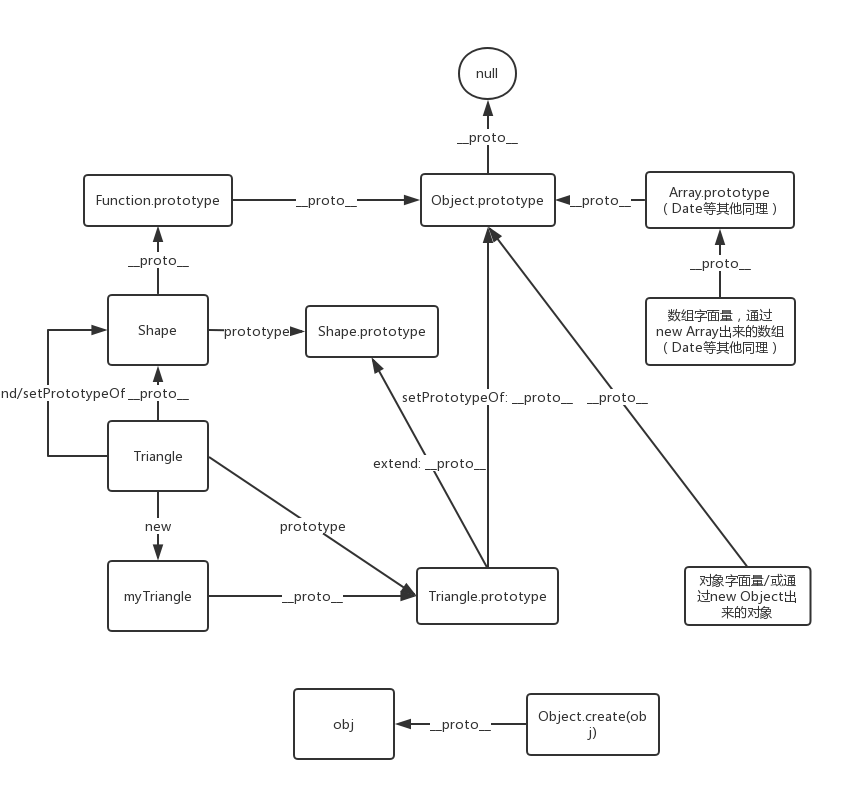 null
__proto__
Function.prototype
__proto__
Object.prototype
__proto__
Array.prototype
（Date等其他同理）
__proto__
__proto__
Shape
prototype
Shape.prototype
数组字面量，通过
new Array出来的数组
（Date等其他同理）
nd/setPrototypeOf
__proto__
setPrototypeOf: __proto__
__proto__
Triangle
extend: __proto__
new
prototype
myTriangle
__proto__
Triangle.prototype
对象字面量/或通
过new Object出
来的对象
obj
__proto__
Object.create(ob
j)